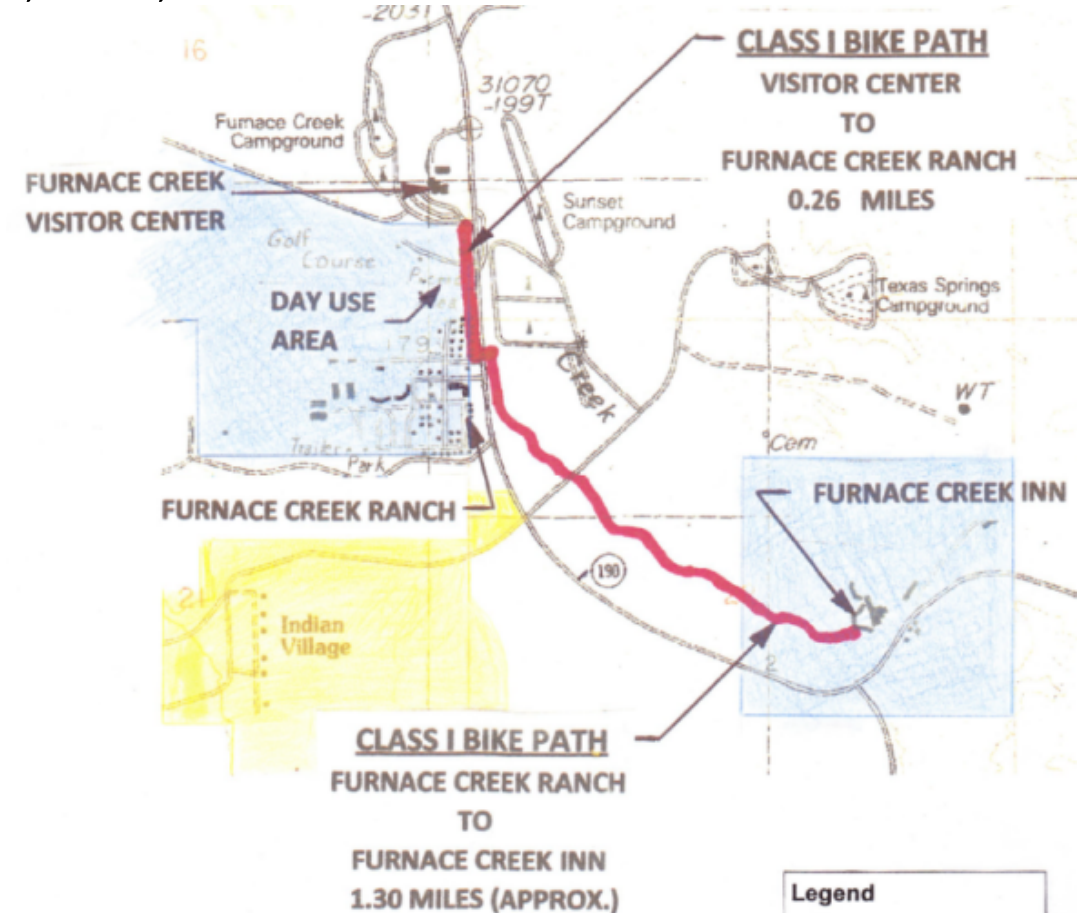 -2031
16
CLASS I BIKE PATH
VISITOR CENTER
TO
FURNACE CREEK RANCH
0.26 MILES
31070
-199T
Furnace Creek
Campground
FURNACE CREEK
VISITOR CENTER
Sunset
Campground
Golf
Course
DAY USE
AREA
179
Texas Springs
Campground
Creek
WT
Cem
Trailer
Park
FURNACE CREEK RANCH
FURNACE CREEK INN
190
21
Indian
Village
2
CLASS I BIKE PATH
FURNACE CREEK RANCH
TO
FURNACE CREEK INN
1.30 MILES (APPROX.)
Legend